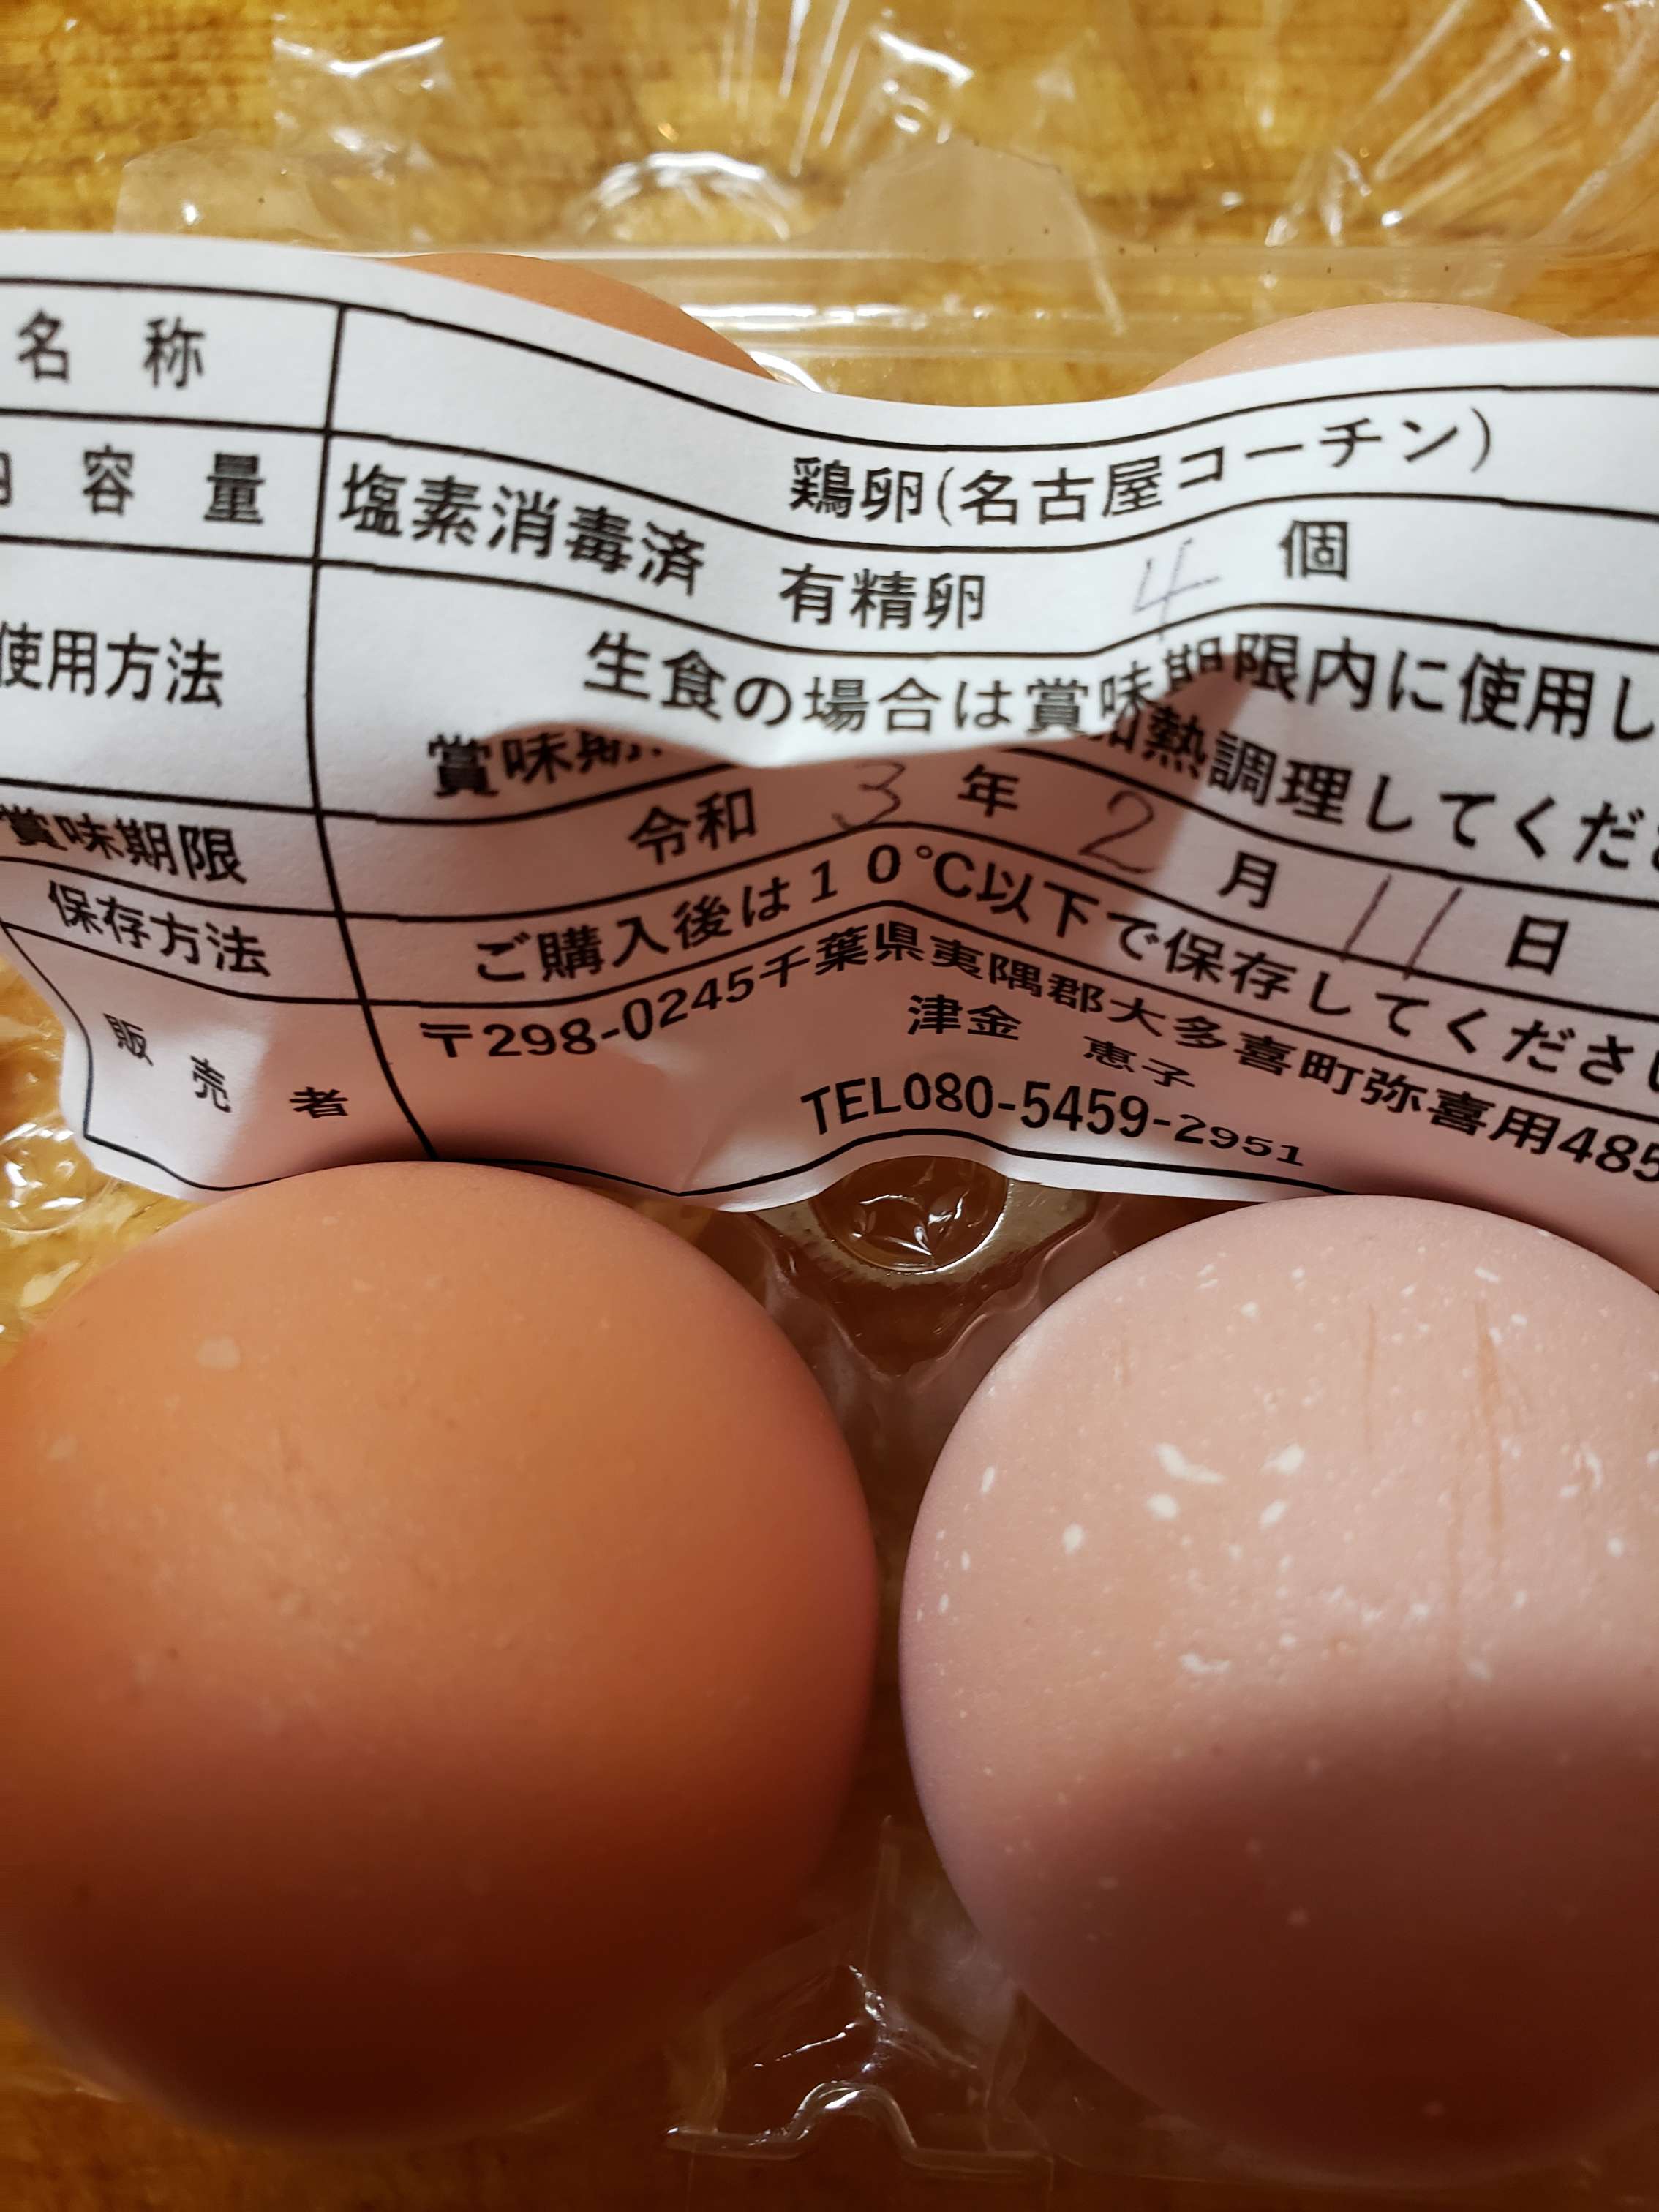 名称 鶏卵(名古屋コーチン)
内容量 塩素消毒済 有精卵 4 個
使用方法 生食の場合は賞味期限内に使用し
賞味期 加熱調理してくださ
賞味期限 令和 3 年 2 月 11 日
保存方法 ご購入後は10℃以下で保存してください
販売者 〒298-0245千葉県夷隅郡大多喜町弥喜用485
津金 恵子
TEL080-5459-2951